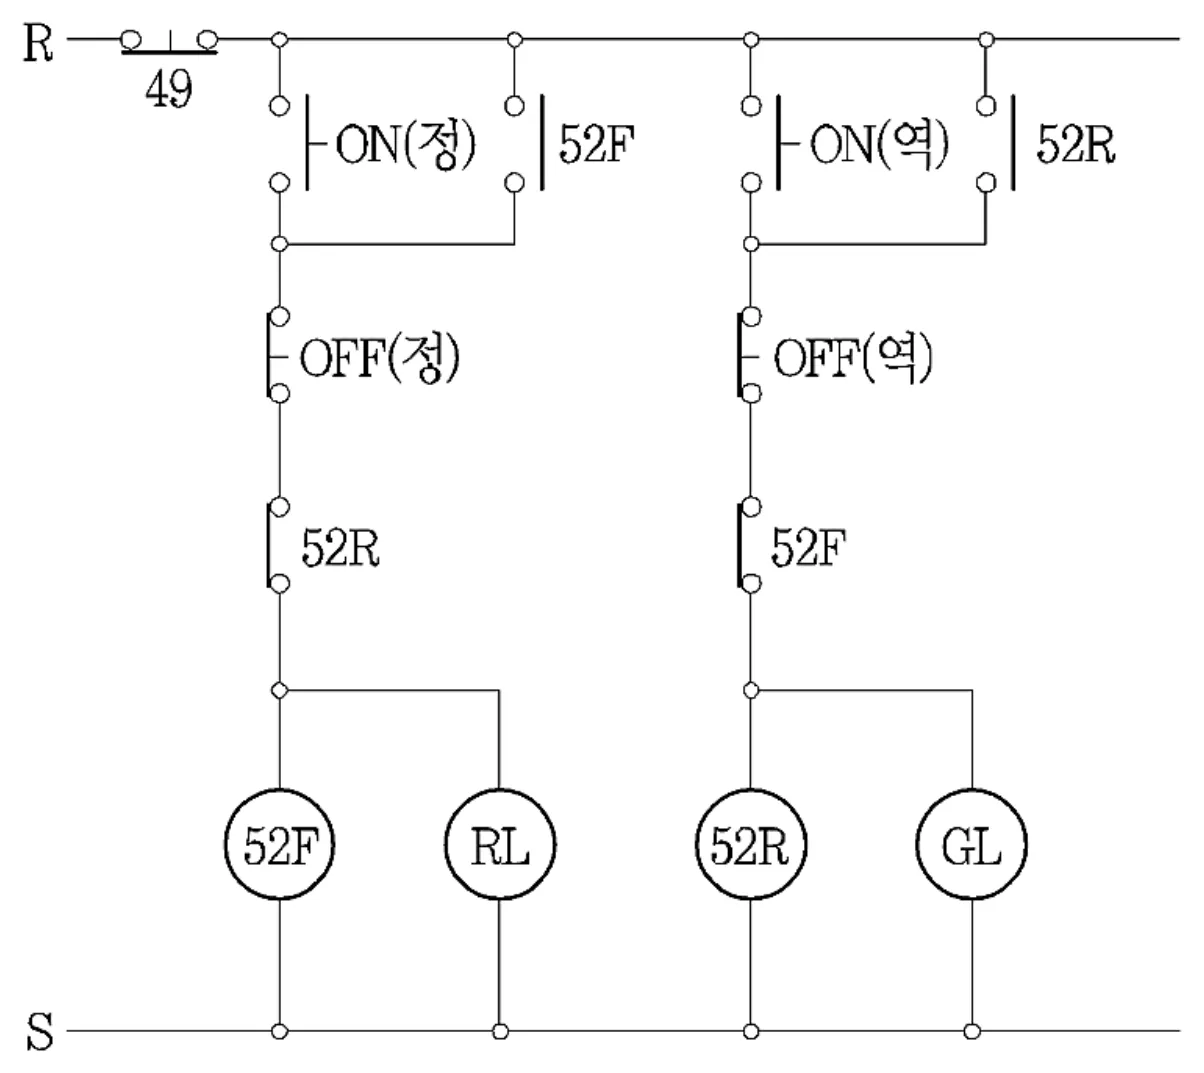 R
49
ON(정) 52F ON(역) 52R
OFF(정) OFF(역)
52R 52F
52F RL 52R GL
S